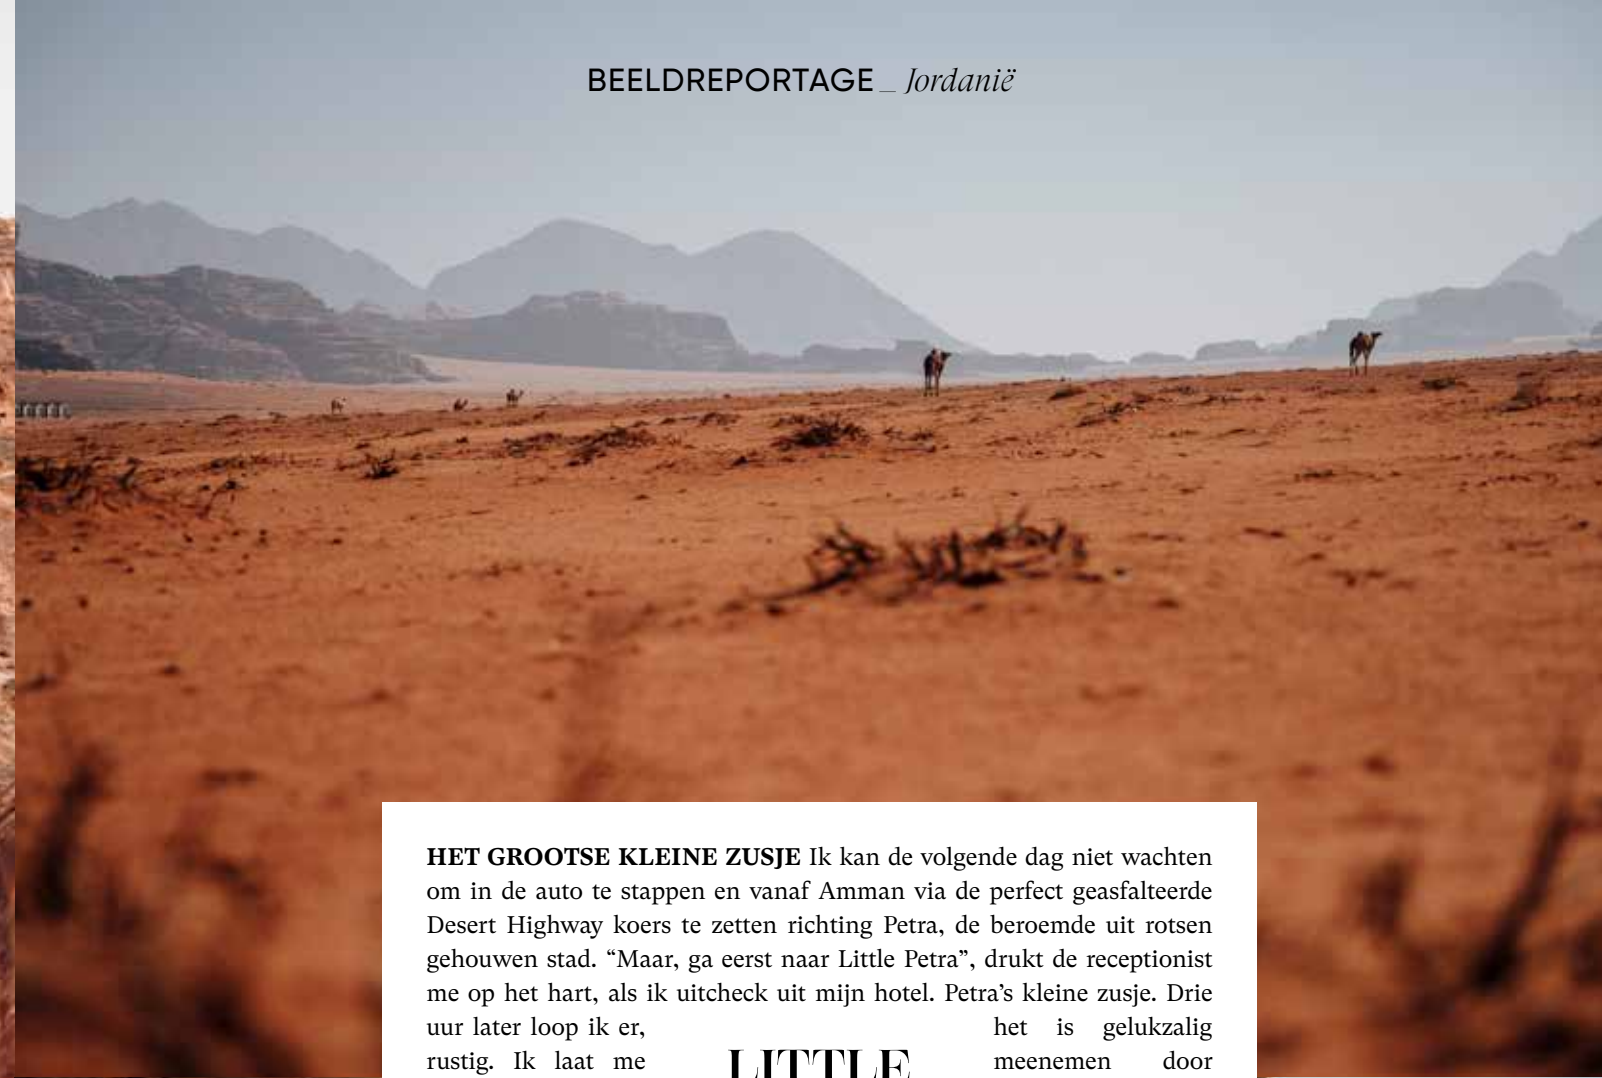 BEELDREPORTAGE _ Jordanië
HET GROOTSE KLEINE ZUSJE Ik kan de volgende dag niet wachten
om in de auto te stappen en vanaf Amman via de perfect geasfalteerde
Desert Highway koers te zetten richting Petra, de beroemde uit rotsen
gehouwen stad. “Maar, ga eerst naar Little Petra”, drukt de receptionist
me op het hart, als ik uitcheck uit mijn hotel. Petra’s kleine zusje. Drie
uur later loop ik er, het is gelukzalig
rustig. Ik laat me meenemen door
LITTLE